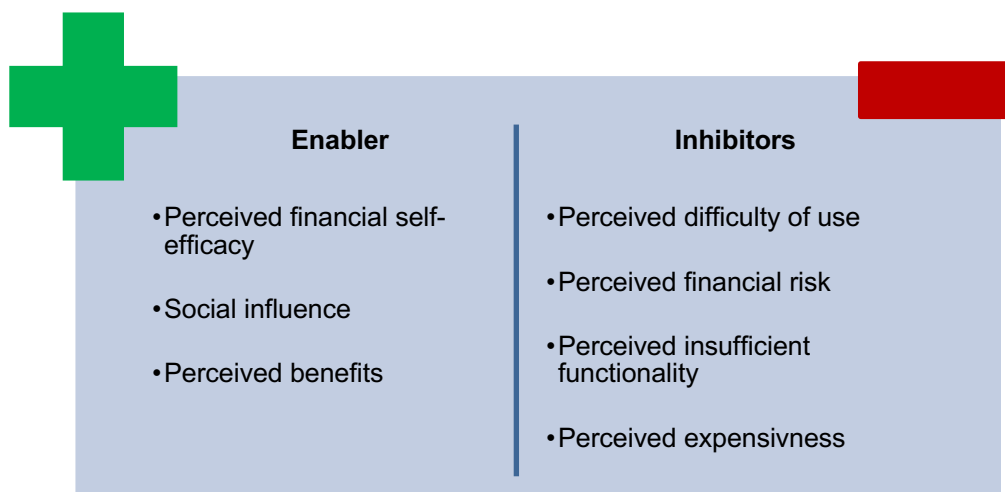 Enabler
•Perceived financial self-
efficacy
•Social influence
•Perceived benefits
Inhibitors
•Perceived difficulty of use
•Perceived financial risk
•Perceived insufficient
functionality
•Perceived expensivness